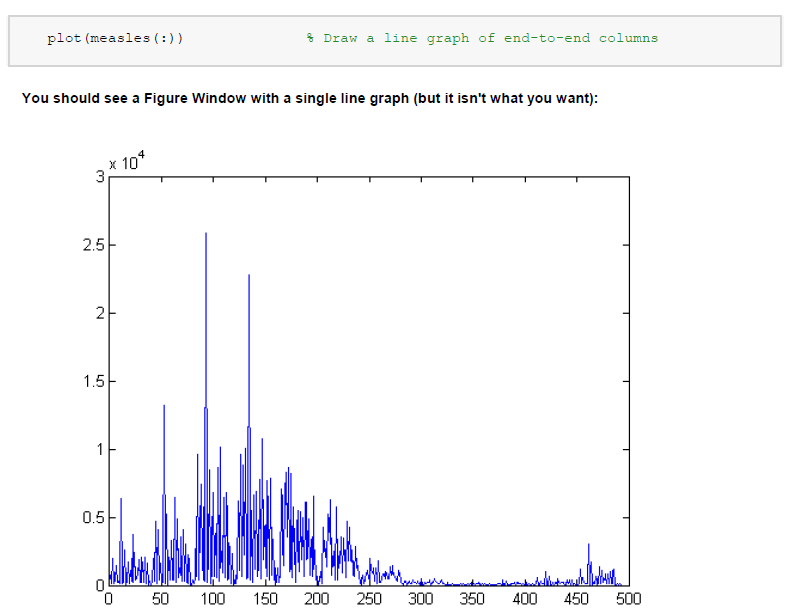 plot(measles(:)) % Draw a line graph of end-to-end columns
You should see a Figure Window with a single line graph (but it isn't what you want):
x 10^4
3
2.5
2
1.5
1
0.5
0
0 50 100 150 200 250 300 350 400 450 500